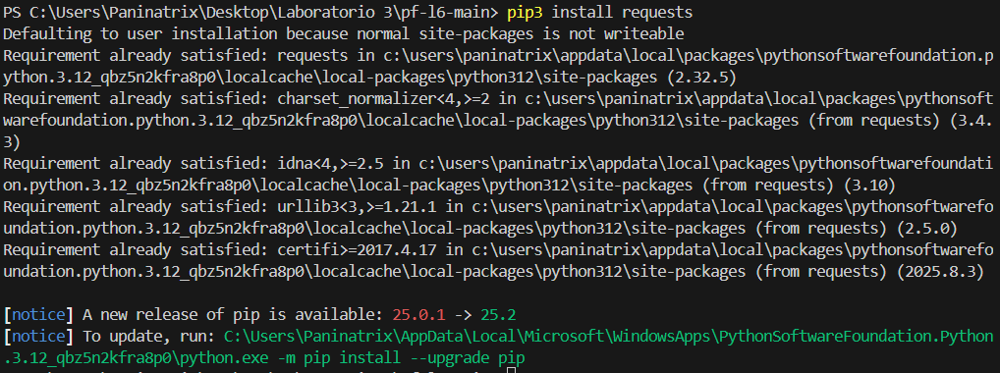 PS C:\Users\Paninatrix\Desktop\Laboratorio 3\pf-l6-main> pip3 install requests
Defaulting to user installation because normal site-packages is not writeable
Requirement already satisfied: requests in c:\users\paninatrix\appdata\local\packages\pythonsoftwarefoundation.p
ython.3.12_qbz5n2kfra8p0\localcache\local-packages\python312\site-packages (2.32.5)
Requirement already satisfied: charset_normalizer<4,>=2 in c:\users\paninatrix\appdata\local\packages\pythonsoft
warefoundation.python.3.12_qbz5n2kfra8p0\localcache\local-packages\python312\site-packages (from requests) (3.4.
3)
Requirement already satisfied: idna<4,>=2.5 in c:\users\paninatrix\appdata\local\packages\pythonsoftwarefoundati
on.python.3.12_qbz5n2kfra8p0\localcache\local-packages\python312\site-packages (from requests) (3.10)
Requirement already satisfied: urllib3<3,>=1.21.1 in c:\users\paninatrix\appdata\local\packages\pythonsoftwarefo
undation.python.3.12_qbz5n2kfra8p0\localcache\local-packages\python312\site-packages (from requests) (2.5.0)
Requirement already satisfied: certifi>=2017.4.17 in c:\users\paninatrix\appdata\local\packages\pythonsoftwarefo
undation.python.3.12_qbz5n2kfra8p0\localcache\local-packages\python312\site-packages (from requests) (2025.8.3)

[notice] A new release of pip is available: 25.0.1 -> 25.2
[notice] To update, run: C:\Users\Paninatrix\AppData\Local\Microsoft\WindowsApps\PythonSoftwareFoundation.Python
.3.12_qbz5n2kfra8p0\python.exe -m pip install --upgrade pip